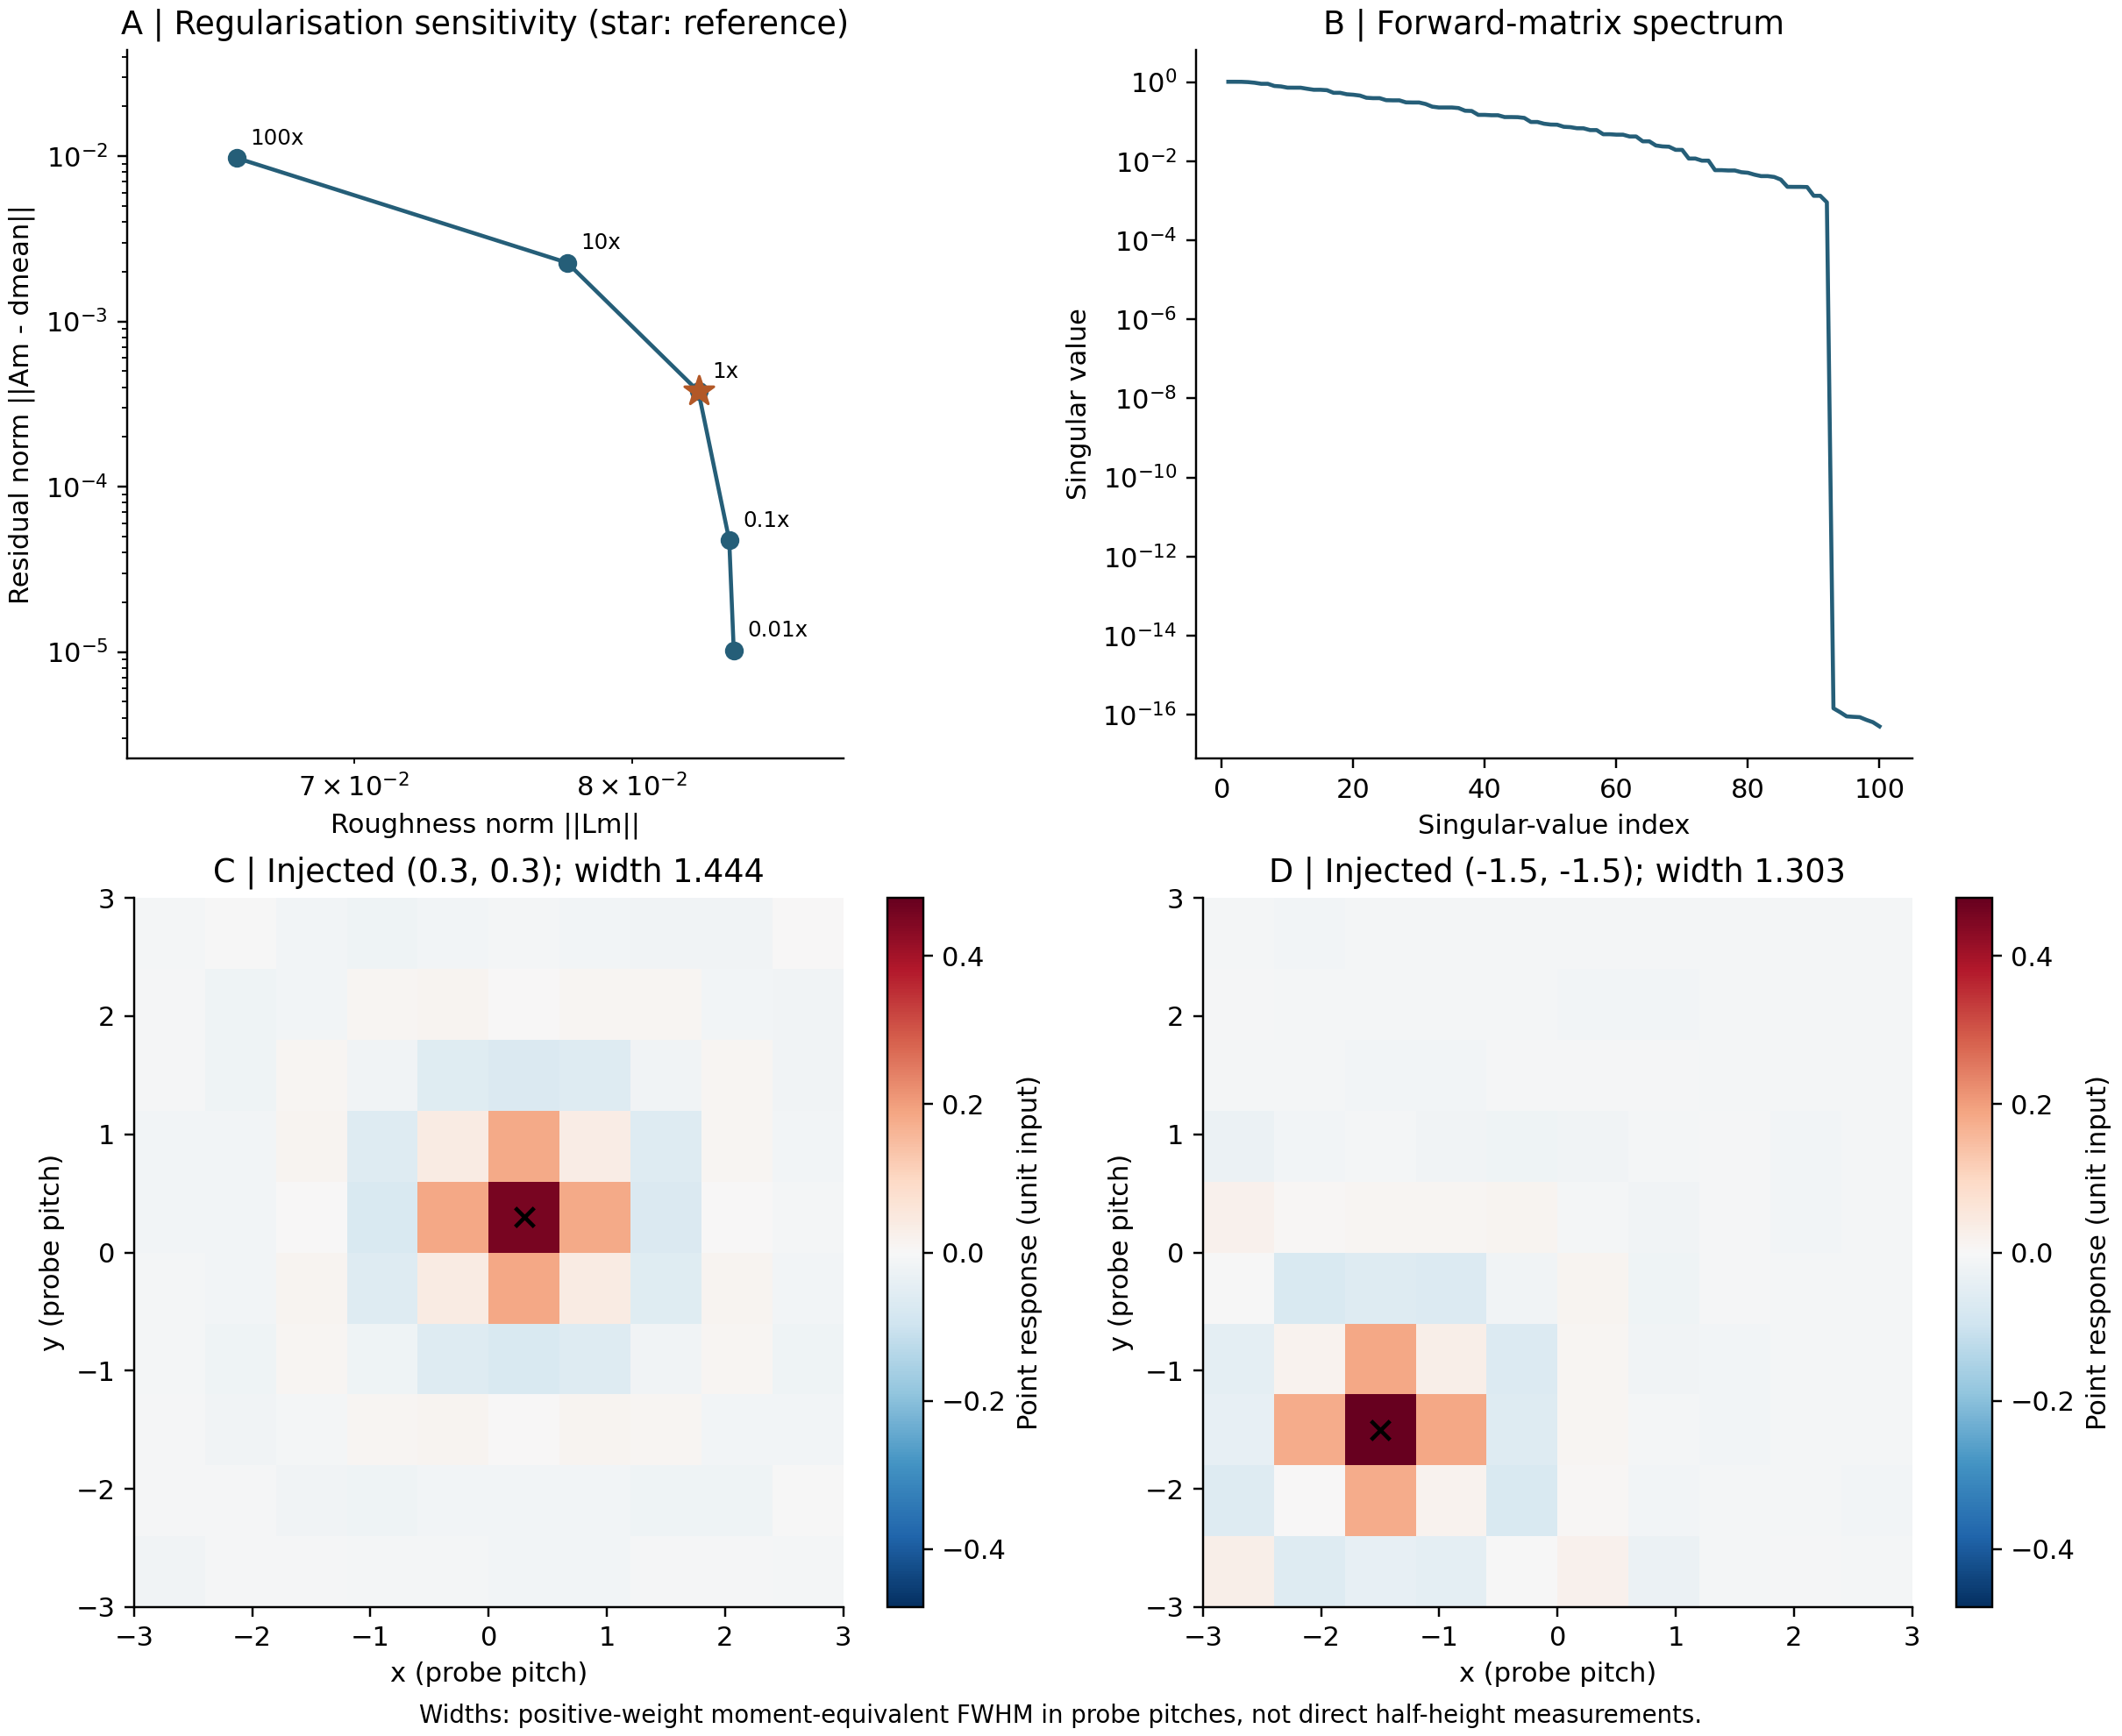 A | Regularisation sensitivity (star: reference)
Residual norm ||Am - dmean||
10⁻²
10⁻³
10⁻⁴
10⁻⁵
100x
10x
1x
0.1x
0.01x
7 × 10⁻²
8 × 10⁻²
Roughness norm ||Lm||
B | Forward-matrix spectrum
Singular value
10⁰
10⁻²
10⁻⁴
10⁻⁶
10⁻⁸
10⁻¹⁰
10⁻¹²
10⁻¹⁴
10⁻¹⁶
0 20 40 60 80 100
Singular-value index
C | Injected (0.3, 0.3); width 1.444
y (probe pitch)
3
2
1
0
−1
−2
−3
−3 −2 −1 0 1 2 3
x (probe pitch)
0.4
0.2
0.0
−0.2
−0.4
Point response (unit input)
D | Injected (-1.5, -1.5); width 1.303
y (probe pitch)
3
2
1
0
−1
−2
−3
−3 −2 −1 0 1 2 3
x (probe pitch)
0.4
0.2
0.0
−0.2
−0.4
Point response (unit input)
Widths: positive-weight moment-equivalent FWHM in probe pitches, not direct half-height measurements.